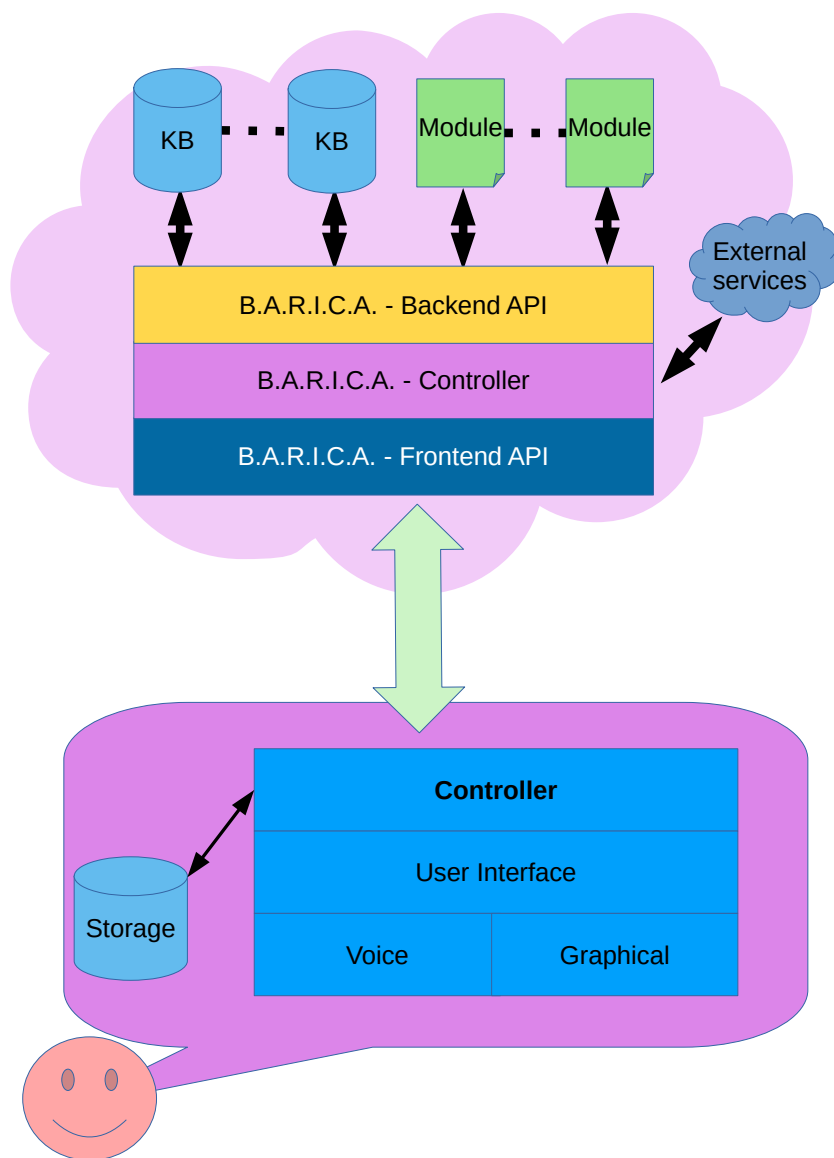 KB
KB
Module
Module
External
services
B.A.R.I.C.A. - Backend API
B.A.R.I.C.A. - Controller
B.A.R.I.C.A. - Frontend API
Controller
User Interface
Storage
Voice
Graphical